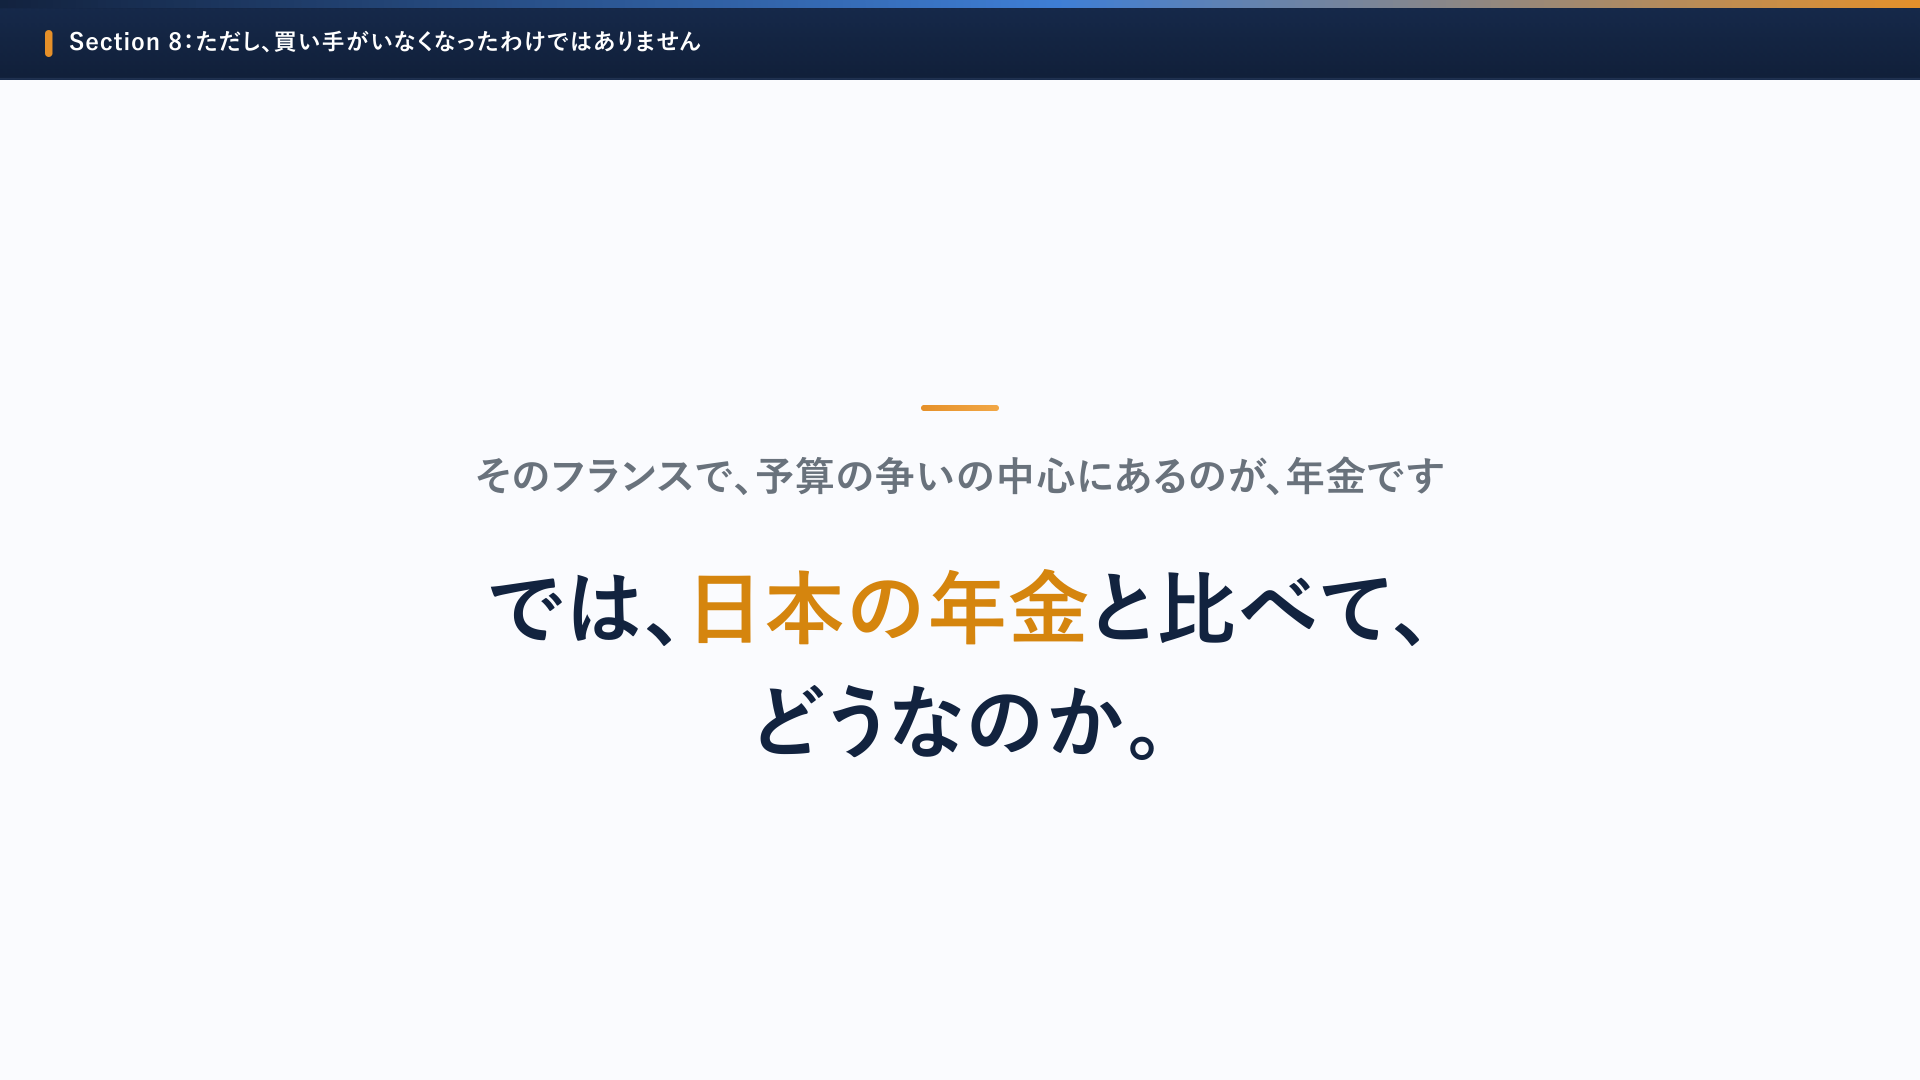 Section 8：ただし、買い手がいなくなったわけではありません
そのフランスで、予算の争いの中心にあるのが、年金です
では、日本の年金と比べて、
どうなのか。